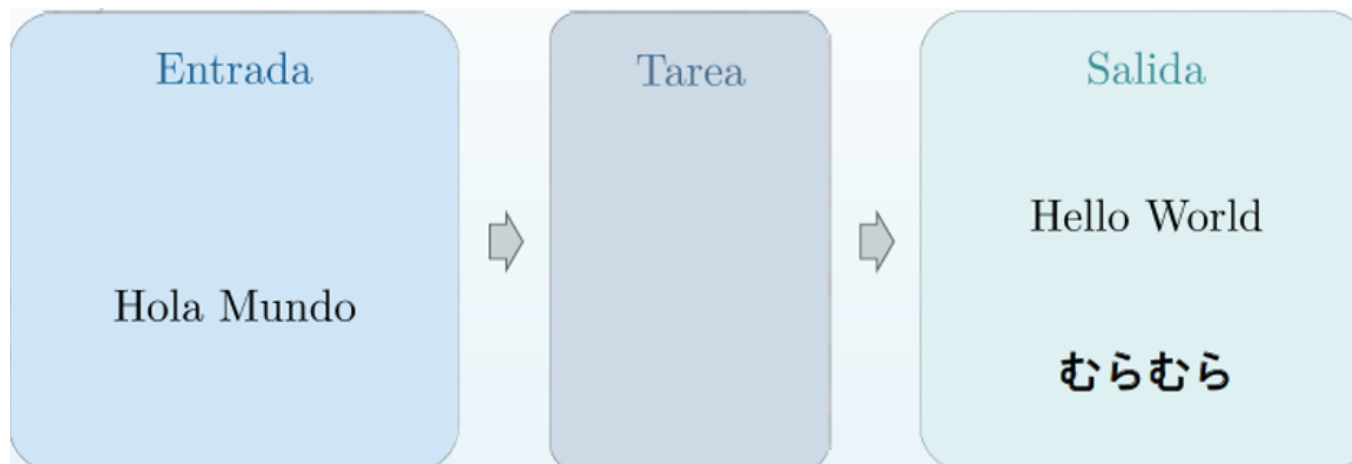 Entrada
Hola Mundo
Tarea
Salida
Hello World
むらむら